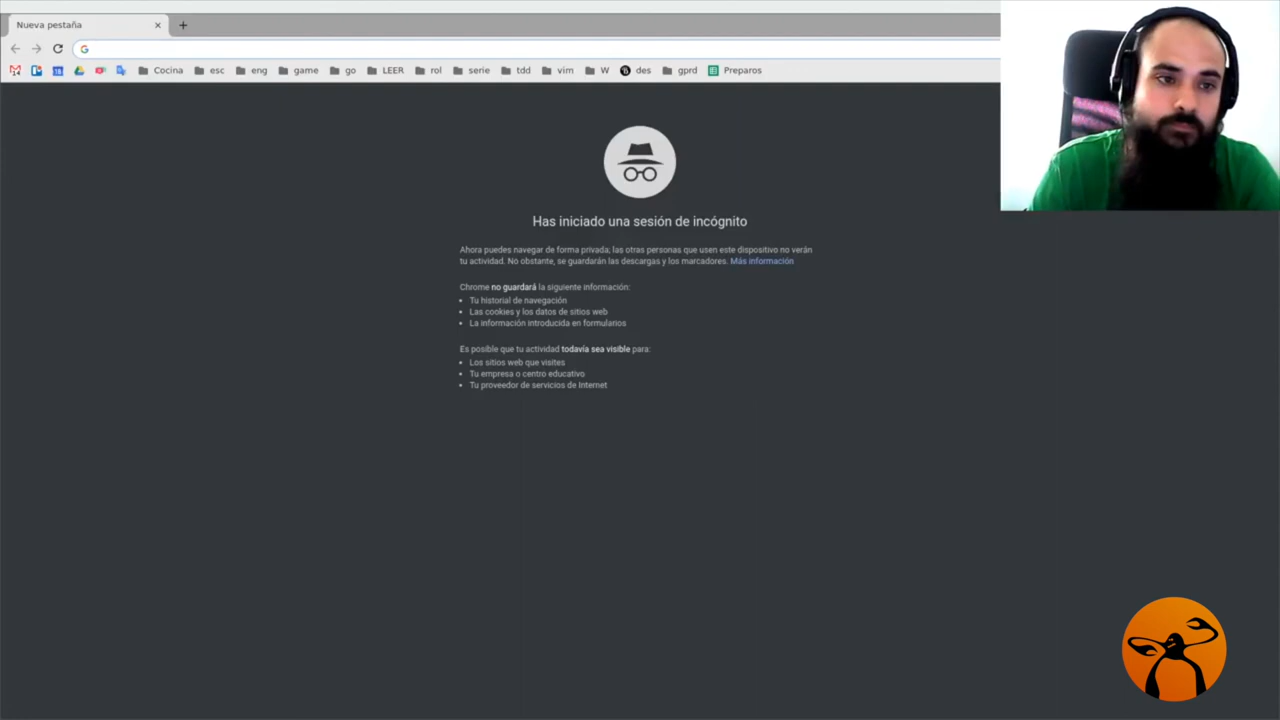 Nueva pestaña
Cocina esc eng game go LEER rol serie tdd vim W des gprd Preparos
Has iniciado una sesión de incógnito
Ahora puedes navegar de forma privada; las otras personas que usen este dispositivo no verán
tu actividad. No obstante, se guardarán las descargas y los marcadores. Más información
Chrome no guardará la siguiente información:
Tu historial de navegación
Las cookies y los datos de sitios web
La información introducida en formularios
Es posible que tu actividad todavía sea visible para:
Los sitios web que visites
Tu empresa o centro educativo
Tu proveedor de servicios de Internet